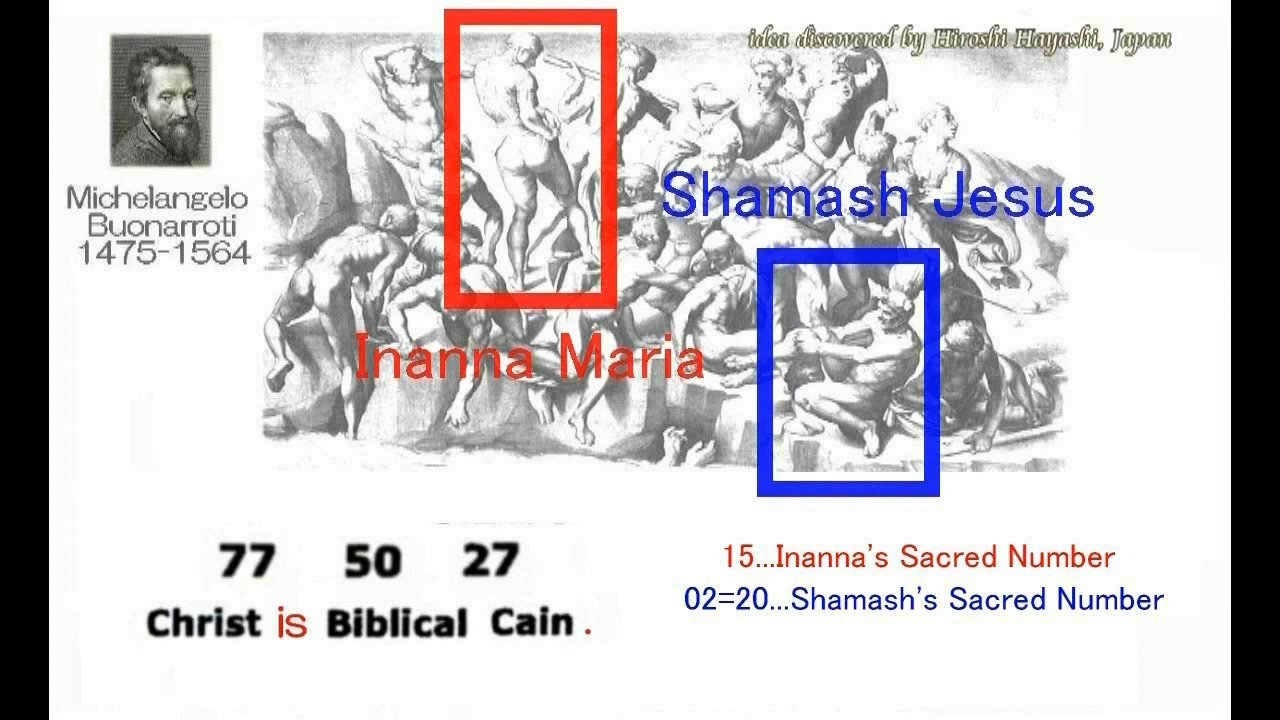 idea discovered by Hiroshi Hayashi, Japan
Michelangelo
Buonarroti
1475-1564
Shamash Jesus
Inanna Maria
77 50 27
Christ is Biblical Cain .
15...Inanna's Sacred Number
02=20...Shamash's Sacred Number